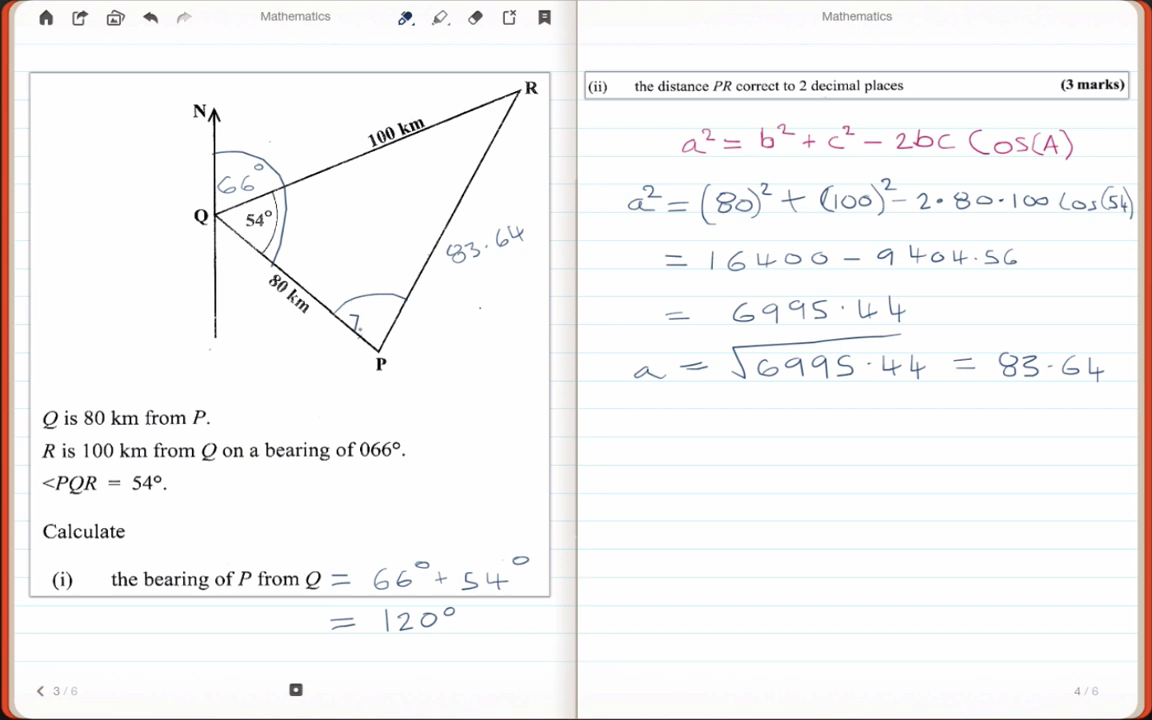 Mathematics
N
R
100 km
66°
Q
54°
83.64
80 km
?
P
Q is 80 km from P.
R is 100 km from Q on a bearing of 066°.
<PQR = 54°.
Calculate
(i) the bearing of P from Q = 66° + 54°
= 120°
3 / 6
Mathematics
(ii) the distance PR correct to 2 decimal places (3 marks)
a² = b² + c² - 2bc Cos(A)
a² = (80)² + (100)² - 2·80·100 Cos(54)
= 16400 - 9404.56
= 6995.44
a = √6995.44 = 83.64
4 / 6